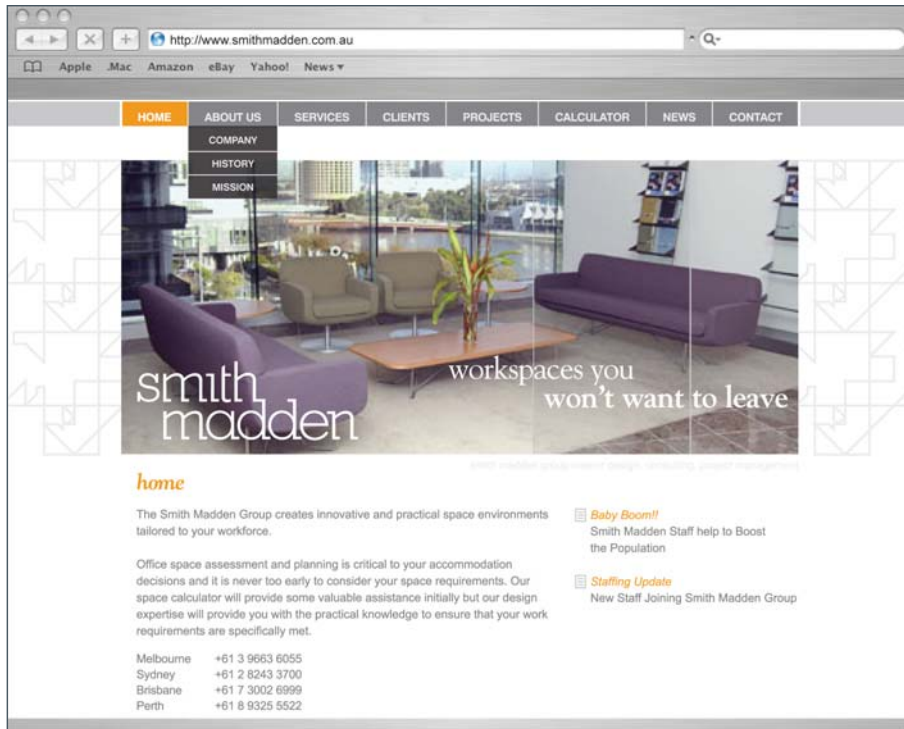 http://www.smithmadden.com.au
Apple .Mac Amazon eBay Yahoo! News
HOME ABOUT US SERVICES CLIENTS PROJECTS CALCULATOR NEWS CONTACT
COMPANY
HISTORY
MISSION
smith
madden
workspaces you
won't want to leave
home
The Smith Madden Group creates innovative and practical space environments
tailored to your workforce.
Office space assessment and planning is critical to your accommodation
decisions and it is never too early to consider your space requirements. Our
space calculator will provide some valuable assistance initially but our design
expertise will provide you with the practical knowledge to ensure that your work
requirements are specifically met.
Melbourne +61 3 9663 6055
Sydney +61 2 8243 3700
Brisbane +61 7 3002 6999
Perth +61 8 9325 5522
Baby Boom!!
Smith Madden Staff help to Boost
the Population
Staffing Update
New Staff Joining Smith Madden Group